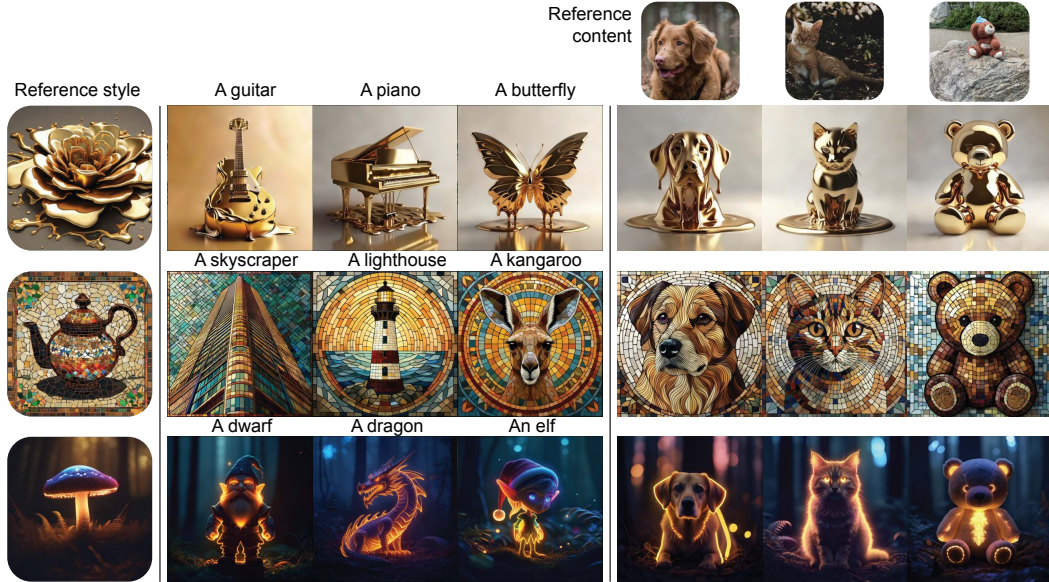 Reference
content
Reference style
A guitar
A piano
A butterfly
A skyscraper
A lighthouse
A kangaroo
A dwarf
A dragon
An elf